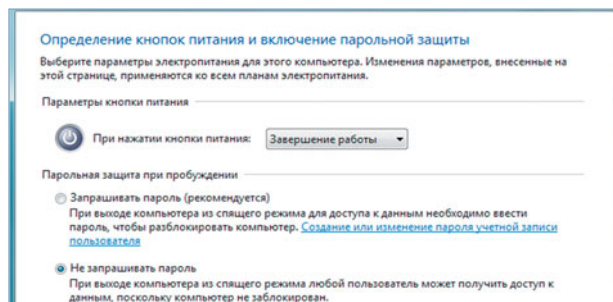 Определение кнопок питания и включение парольной защиты
Выберите параметры электропитания для этого компьютера. Изменения параметров, внесенные на
этой странице, применяются ко всем планам электропитания.
Параметры кнопки питания
При нажатии кнопки питания: Завершение работы
Парольная защита при пробуждении
Запрашивать пароль (рекомендуется)
При выходе компьютера из спящего режима для доступа к данным необходимо ввести
пароль, чтобы разблокировать компьютер. Создание или изменение пароля учетной записи
пользователя
Не запрашивать пароль
При выходе компьютера из спящего режима любой пользователь может получить доступ к
данным, поскольку компьютер не заблокирован.